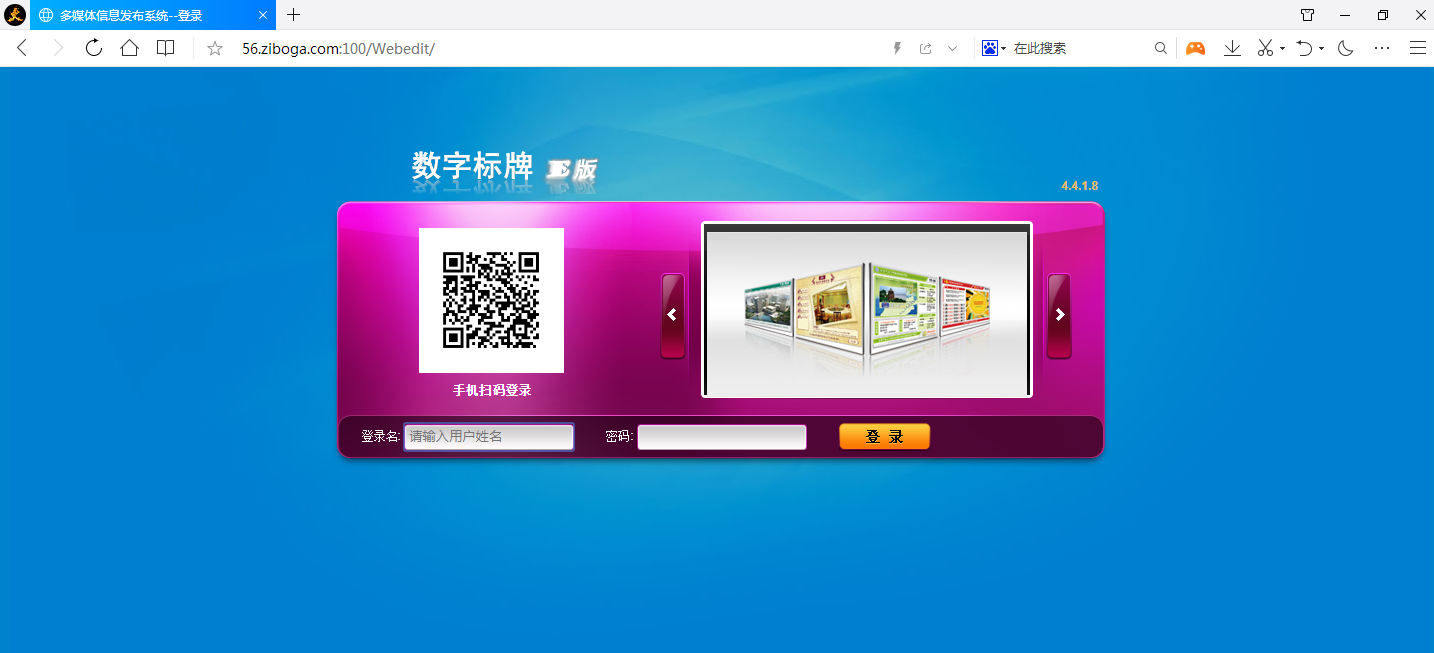 多媒体信息发布系统--登录
56.ziboga.com:100/Webedit/
在此搜索
数字标牌 E版
4.4.1.8
手机扫码登录
登录名: 请输入用户姓名
密码:
登 录